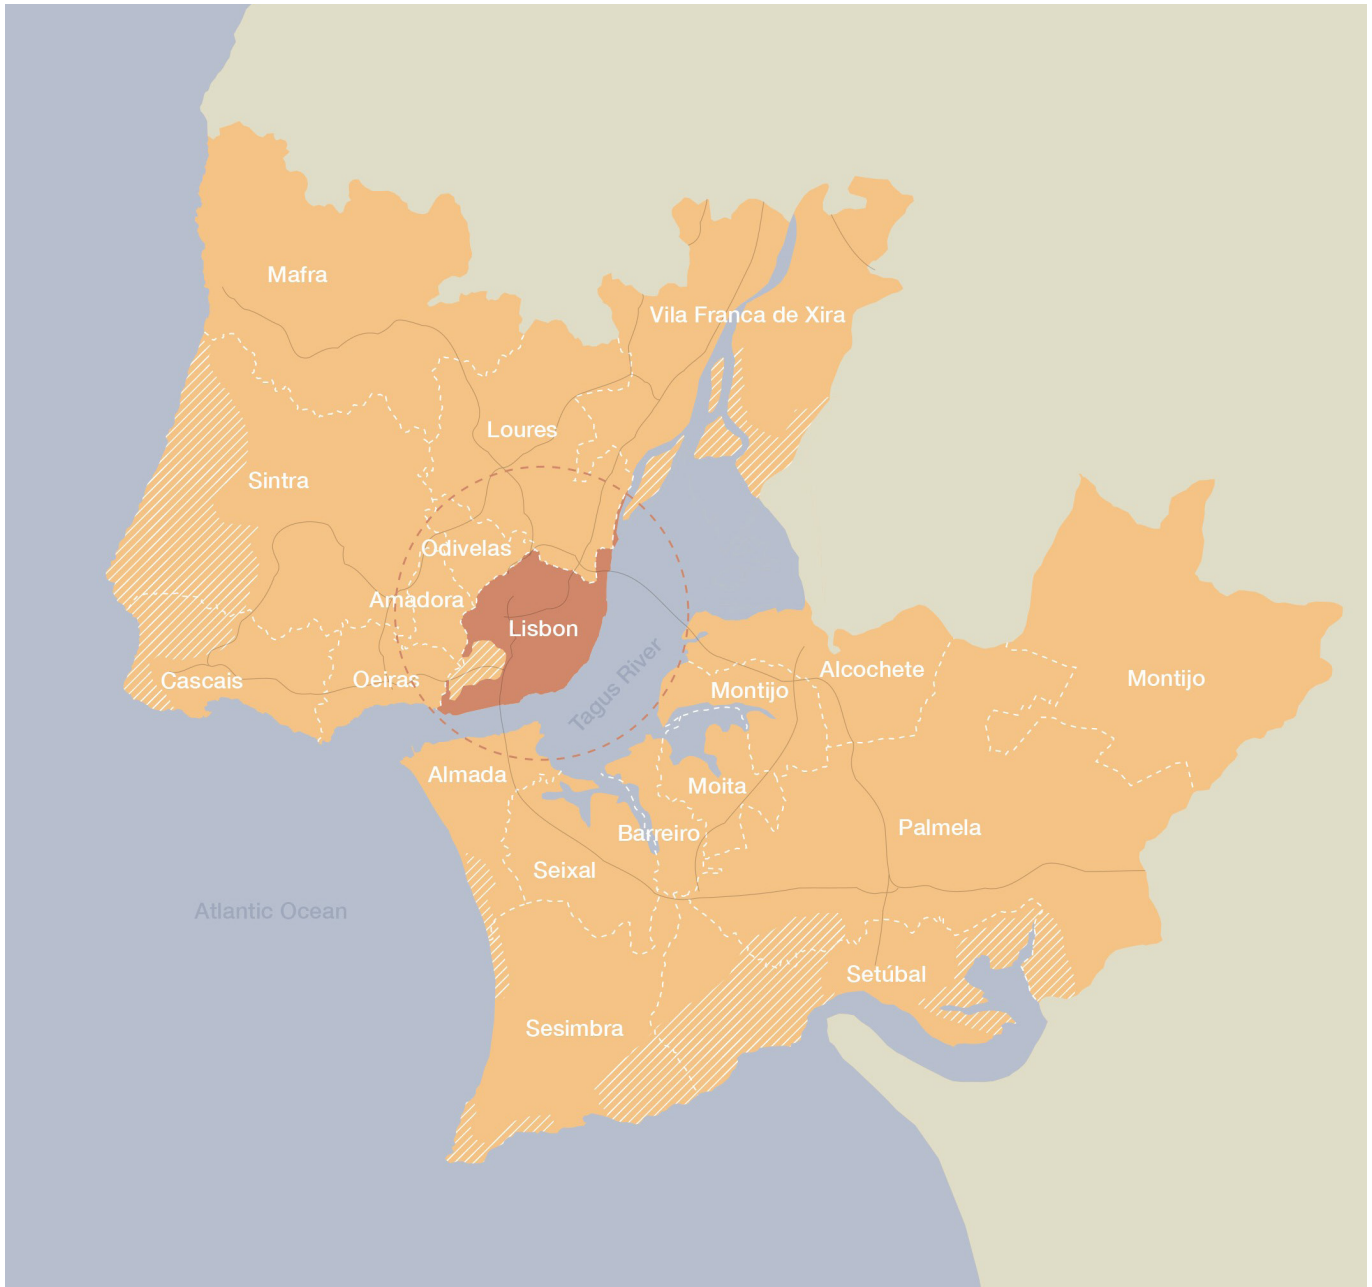 Mafra
Vila Franca de Xira
Loures
Sintra
Odivelas
Amadora
Lisbon
Tagus River
Cascais
Oeiras
Montijo
Alcochete
Montijo
Almada
Moita
Barreiro
Palmela
Seixal
Atlantic Ocean
Setúbal
Sesimbra